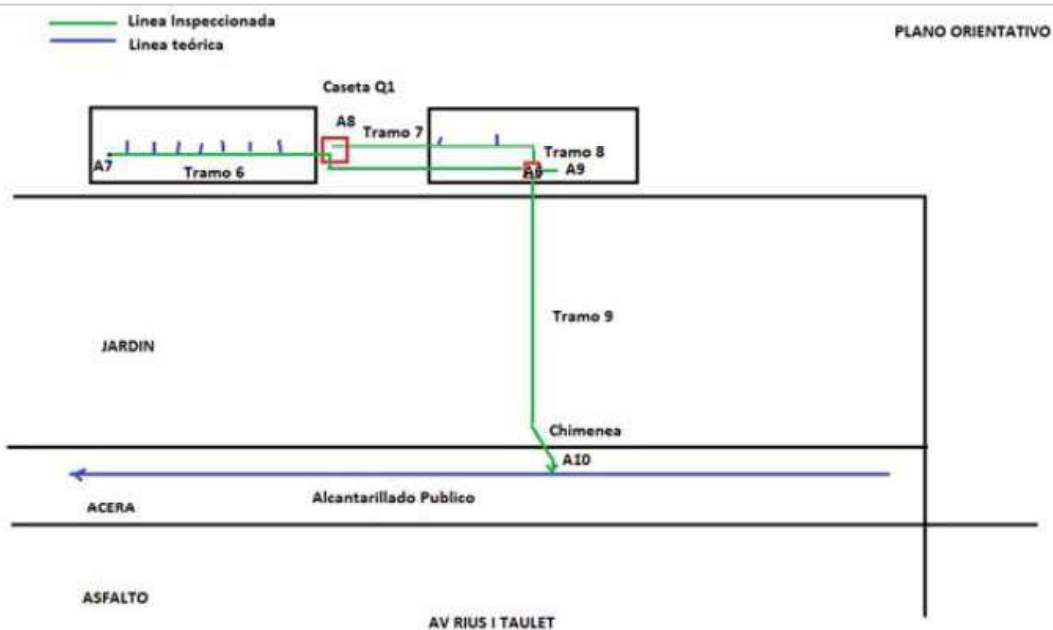 Linea Inspeccionada
Linea teórica
PLANO ORIENTATIVO
Caseta Q1
A8
Tramo 7
Tramo 8
A7
Tramo 6
A9
Tramo 9
JARDIN
Chimenea
A10
Alcantarillado Publico
ACERA
ASFALTO
AV RIUS I TAULET